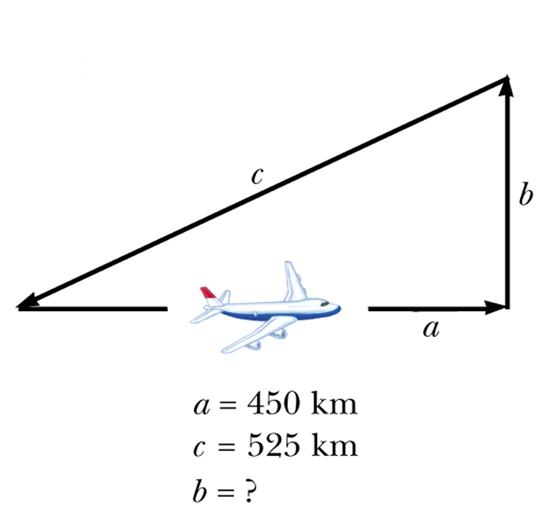 c
b
a
a = 450 km
c = 525 km
b = ?